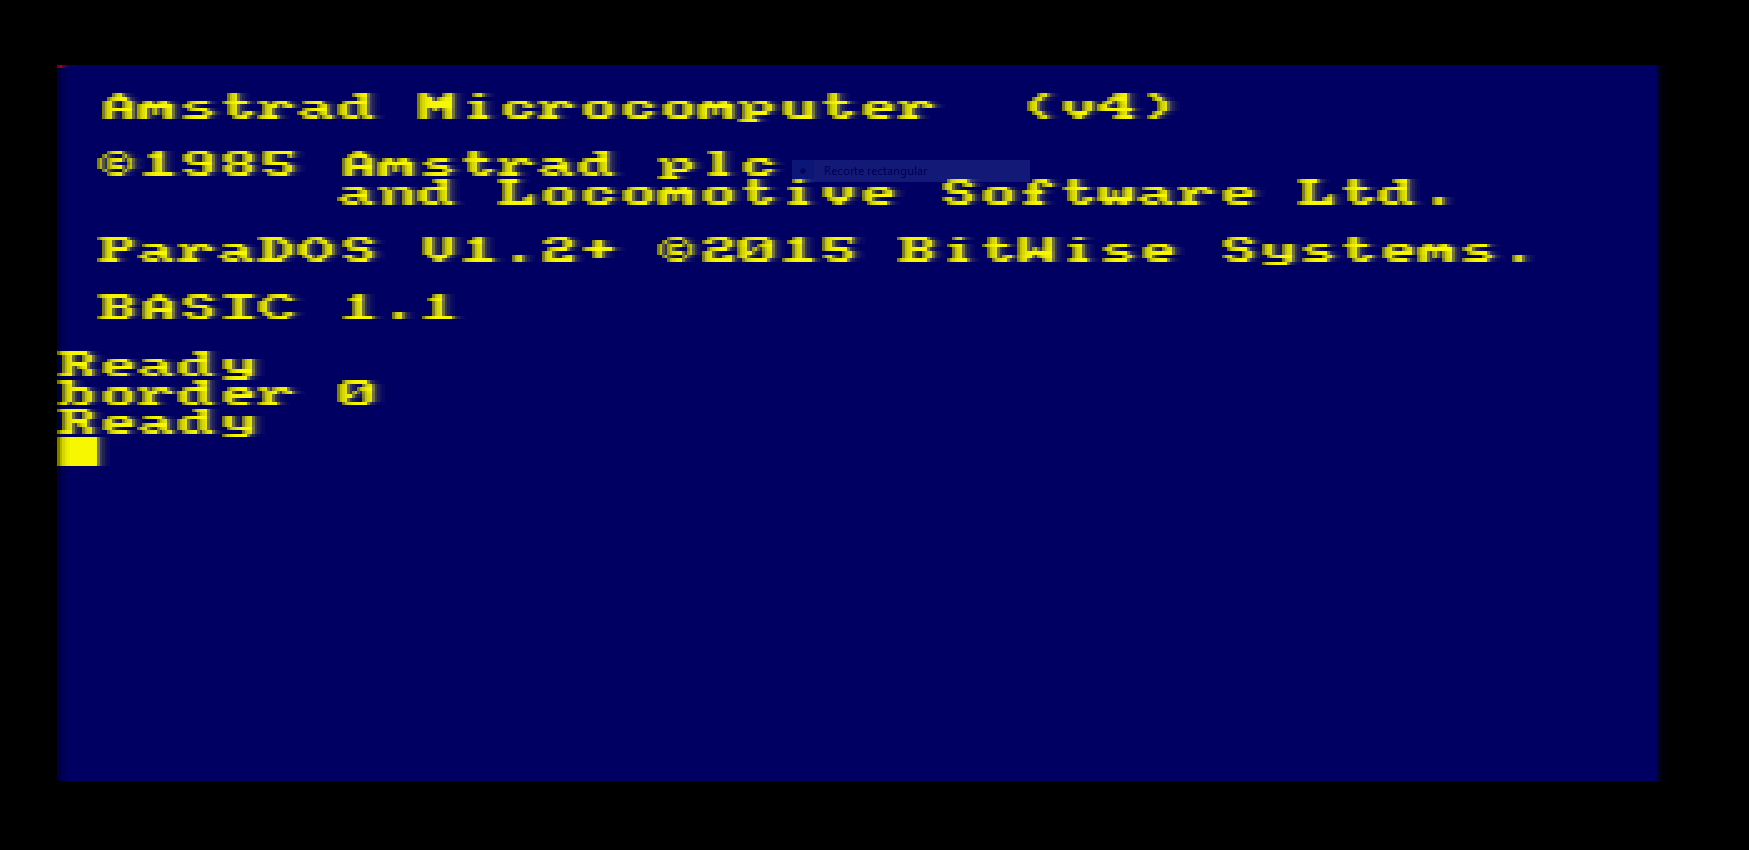 Amstrad Microcomputer (v4)
©1985 Amstrad plc
Recorte rectangular
and Locomotive Software Ltd.
ParaDOS V1.2+ ©2015 BitWise Systems.
BASIC 1.1
Ready
border 0
Ready